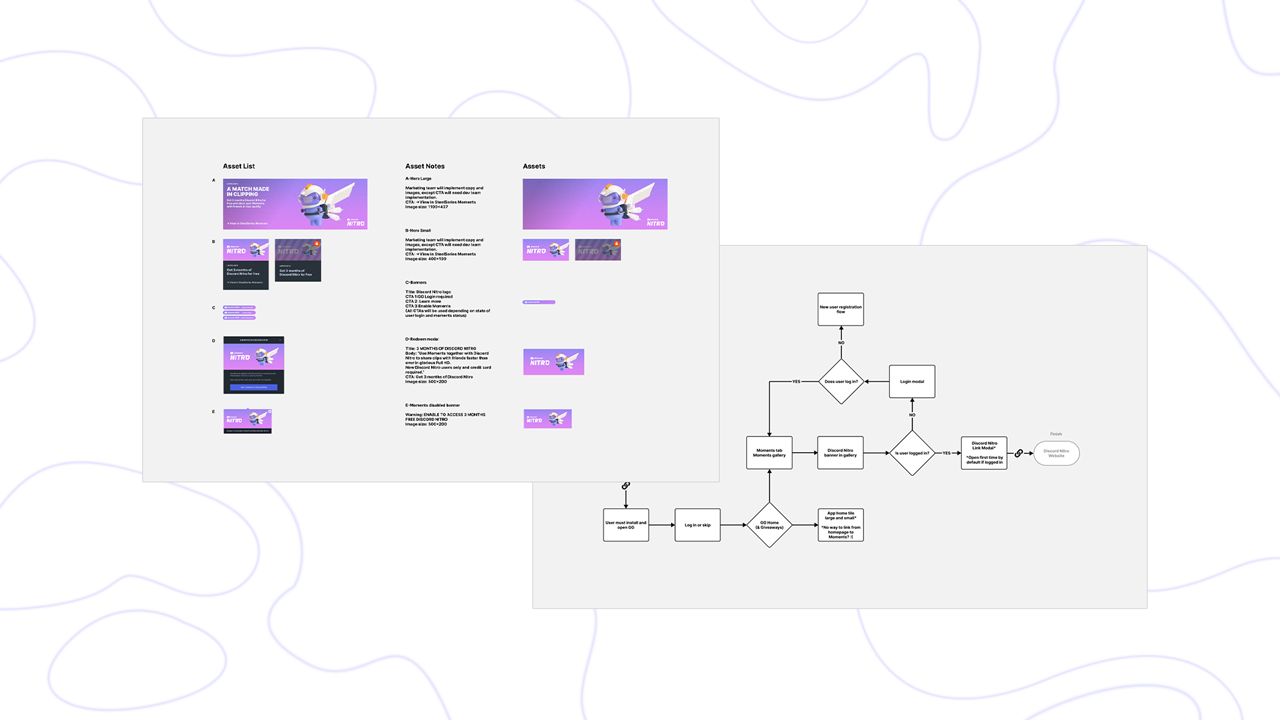 Asset List
Asset Notes
Assets
A
A MATCH MADE
IN CLIPPING
NITRO
A-Hero Large
Marketing team will implement copy and
images, except CTA will need dev team
implementation.
CTA: → View in SteelSeries Moments
NITRO
B
NITRO
Get 3 months of
Discord Nitro for free
NITRO
Get 3 months of
Discord Nitro for free
B-Hero Small
Marketing team will implement copy and
images, except CTA will need dev team
implementation.
CTA: → View in SteelSeries Moments
Image size: 400×190
NITRO
NITRO
C
C-Banners
Title: Discord Nitro logo
CTA 1:GG Login required
CTA 2: Learn more
CTA 3:Enable Moments
(All CTAs will be used depending on state of
user login and moments status)
D
NITRO
D-Redeem modal
Title: 3 MONTHS OF DISCORD NITRO
Body: "Use Moments together with Discord
Nitro to share clips with friends faster than
ever in glorious Full HD.
New Discord Nitro users only and credit card
required."
CTA: Get 3 months of Discord Nitro
Image size: 500×200
NITRO
E
NITRO
E-Moments disabled banner
Warning: ENABLE TO ACCESS 3 MONTHS
FREE DISCORD NITRO
Image size: 500×200
NITRO
New user registration
flow
NO
YES
Does user log in?
Login modal
NO
Moments tab
Moments gallery
Discord Nitro
banner in gallery
Is user logged in?
YES
Discord Nitro
Link Modal*
*Open first time by
default if logged in
Finish
Discord Nitro
Website
User must install and
open GG
Log in or skip
GG Home
(& Giveaways)
App home tile
large and small*
*No way to link from
homepage to
Moments? :(